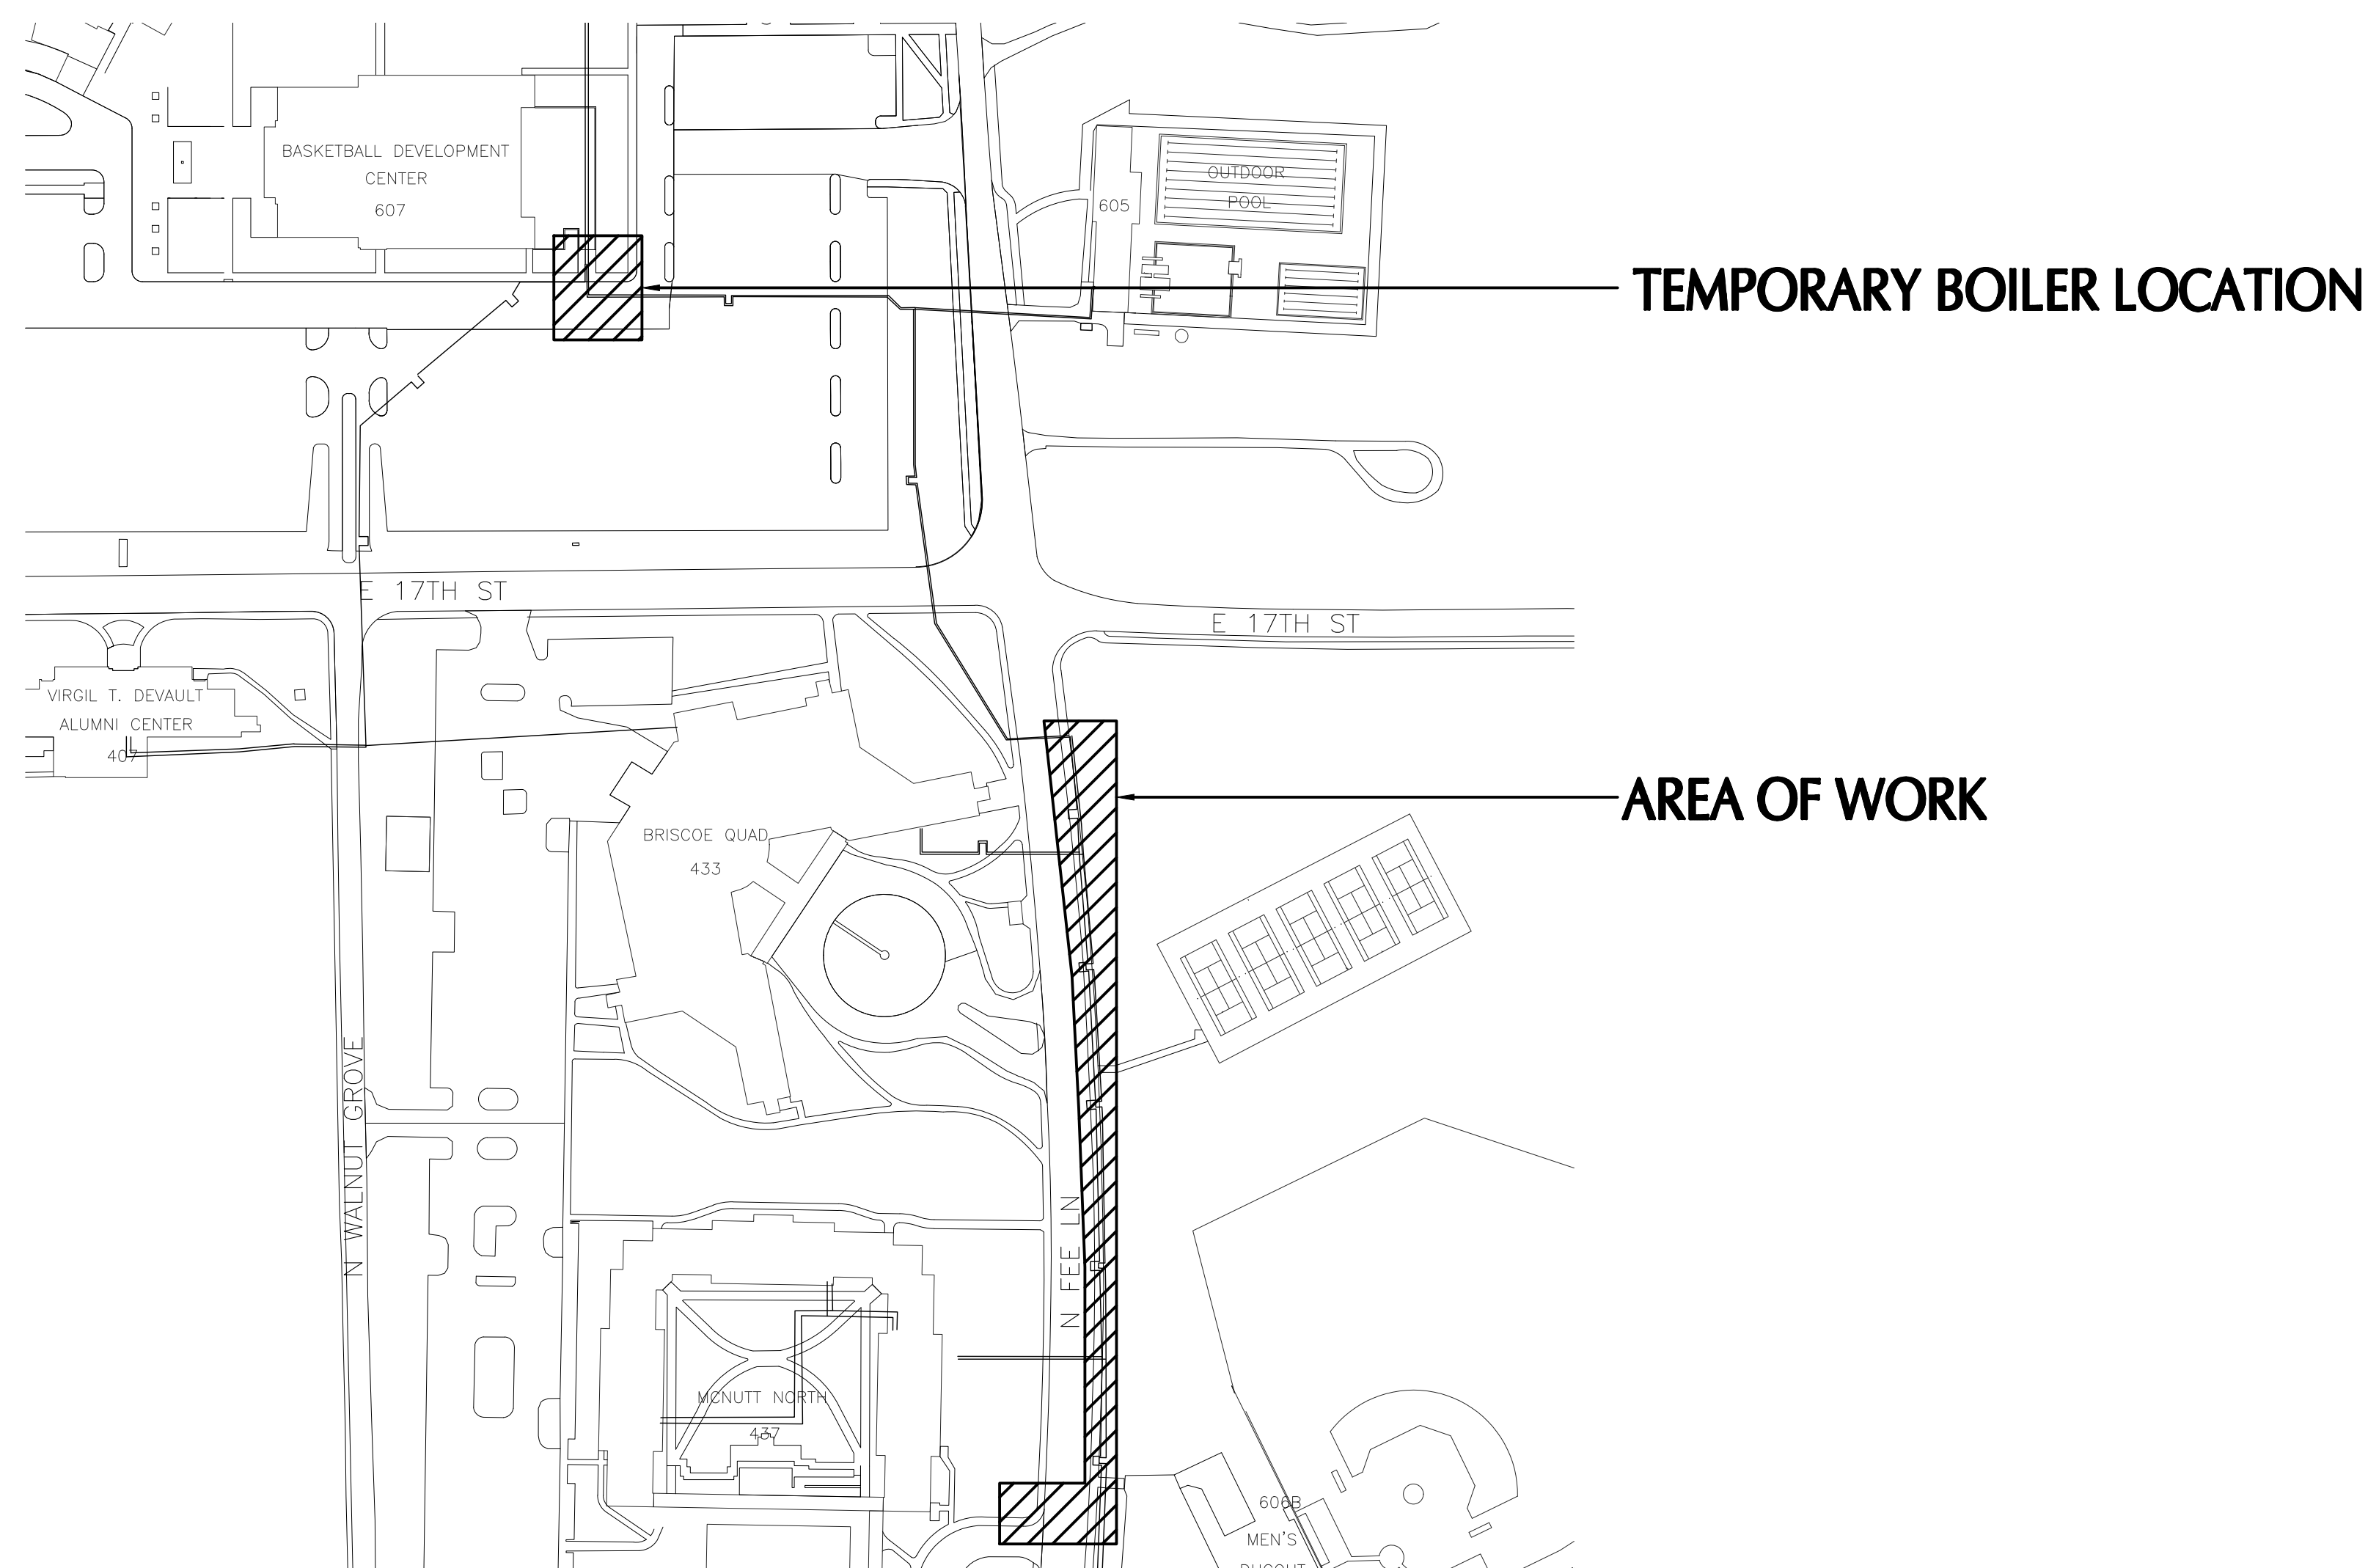 BASKETBALL DEVELOPMENT
CENTER
607
OUTDOOR
POOL
605
TEMPORARY BOILER LOCATION
E 17TH ST
E 17TH ST
VIRGIL T. DEVAULT
ALUMNI CENTER
407
AREA OF WORK
BRISCOE QUAD
433
N WALNUT GROVE
N FEE LN
MCNUTT NORTH
437
606B
MEN'S
DUGOUT